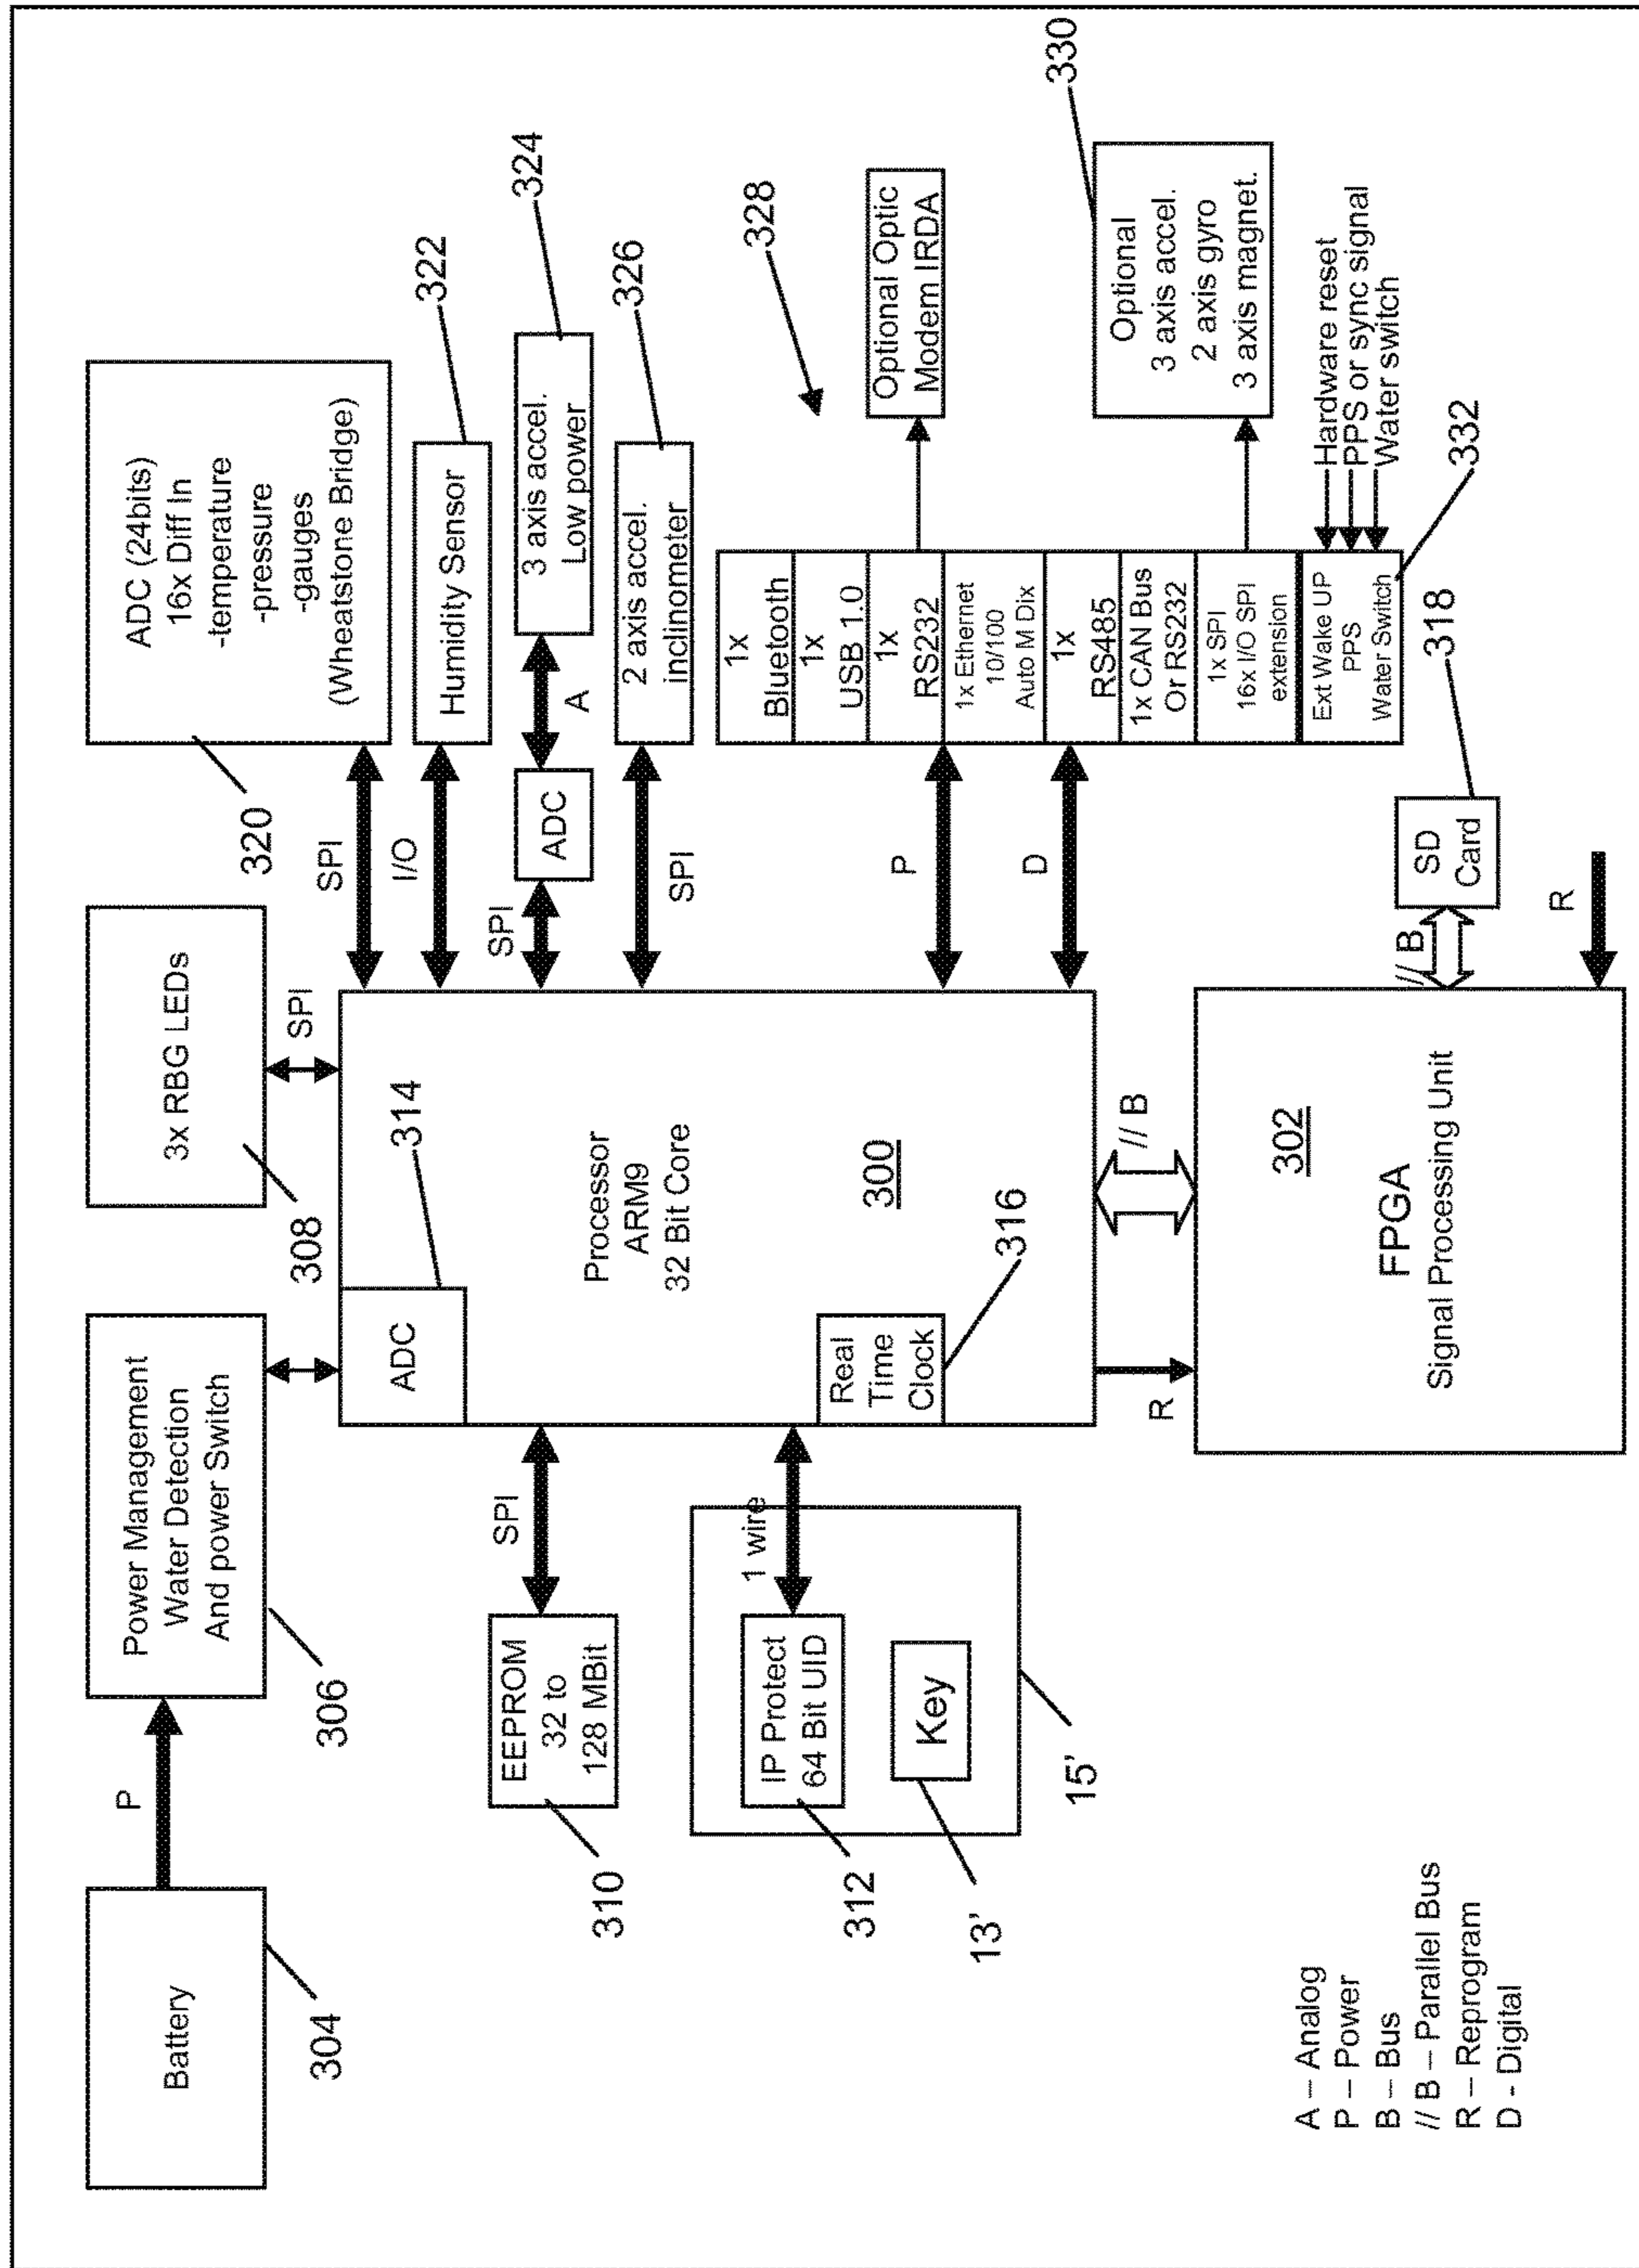 Battery
304
P
Power Management
Water Detection
And power Switch
306
3x RBG LEDs
308
SPI
ADC (24bits)
16x Diff In
-temperature
-pressure
-gauges
(Wheatstone Bridge)
320
SPI
Humidity Sensor
322
I/O
3 axis accel.
Low power
324
A
ADC
SPI
2 axis accel.
inclinometer
326
SPI
EEPROM
32 to
128 MBit
310
SPI
IP Protect
64 Bit UID
312
1 wire
Key
13'
15'
ADC
314
Processor
ARM9
32 Bit Core
300
Real
Time
Clock
316
P
D
328
1x
Bluetooth
1x
USB 1.0
1x
RS232
1x Ethernet
10/100
Auto M Dix
1x
RS485
1x CAN Bus
Or RS232
1x SPI
16x I/O SPI
extension
Ext Wake UP
PPS
Water Switch
332
Optional Optic
Modem IRDA
330
Optional
3 axis accel.
2 axis gyro
3 axis magnet.
Hardware reset
PPS or sync signal
Water switch
R
// B
302
FPGA
Signal Processing Unit
// B
SD
Card
318
R
A – Analog
P – Power
B – Bus
// B – Parallel Bus
R – Reprogram
D - Digital